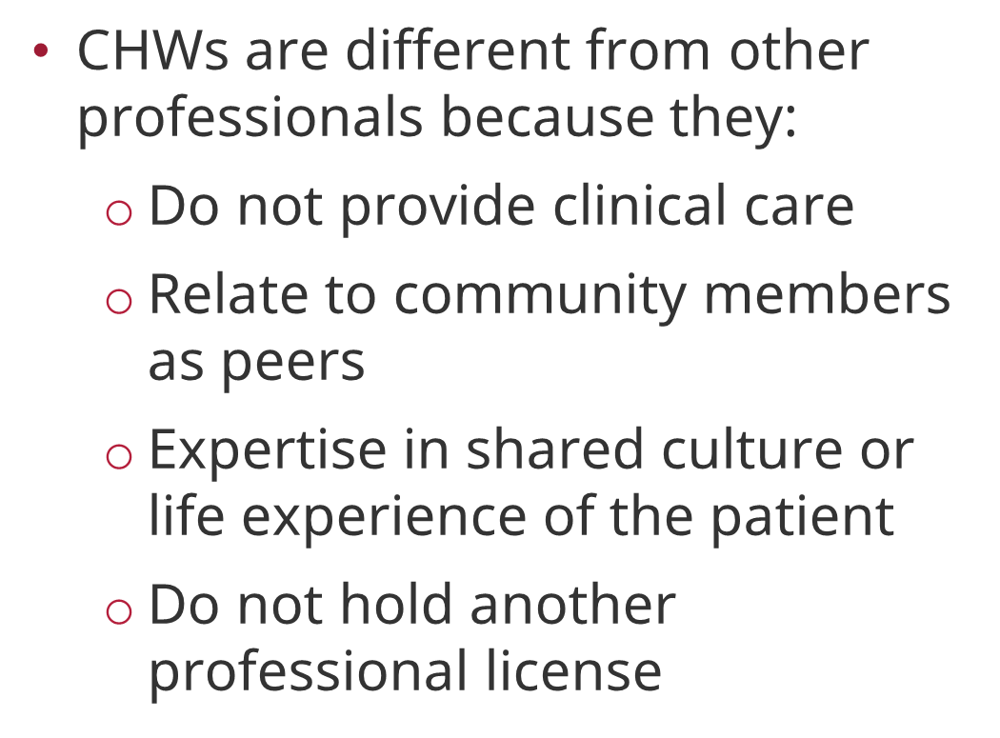 • CHWs are different from other
professionals because they:
o Do not provide clinical care
o Relate to community members
as peers
o Expertise in shared culture or
life experience of the patient
o Do not hold another
professional license